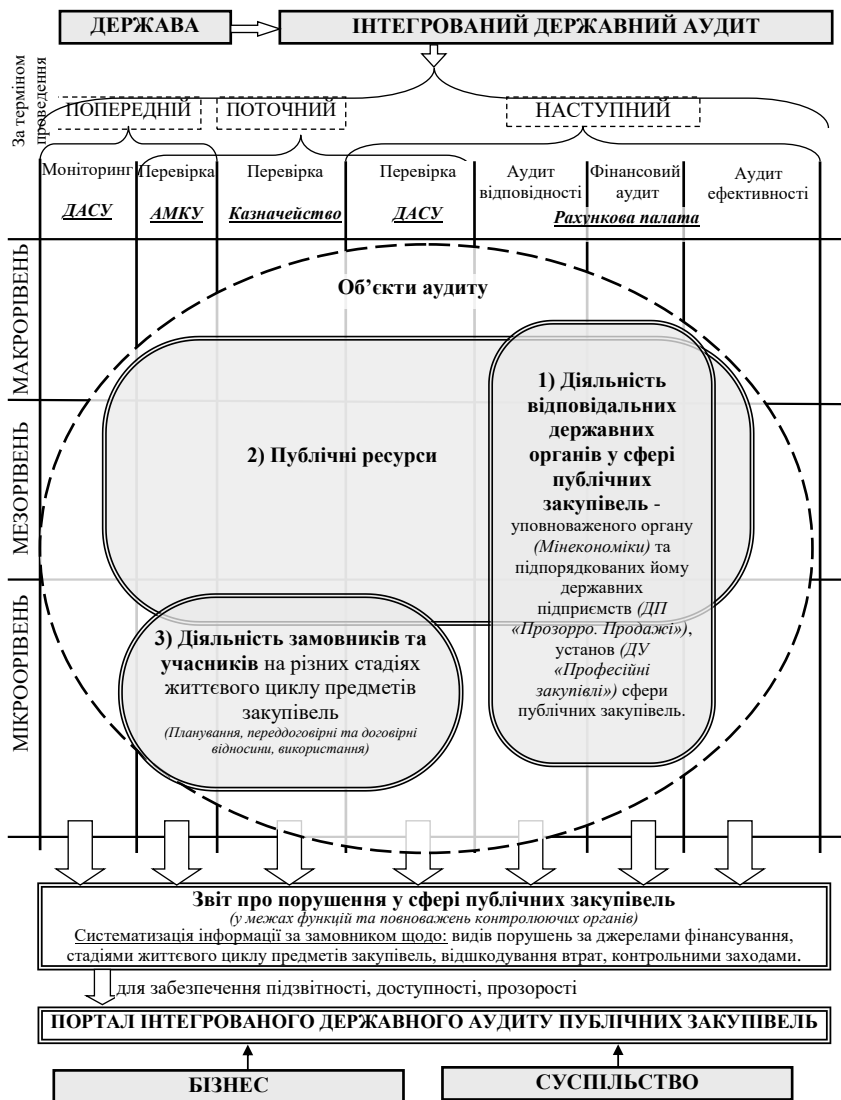 ДЕРЖАВА
ІНТЕГРОВАНИЙ ДЕРЖАВНИЙ АУДИТ
За терміном
проведення
ПОПЕРЕДНІЙ
ПОТОЧНИЙ
НАСТУПНИЙ
Моніторинг
ДАСУ
Перевірка
АМКУ
Перевірка
Казначейство
Перевірка
ДАСУ
Аудит
відповідності
Фінансовий
аудит
Аудит
ефективності
Рахункова палата
МАКРОРІВЕНЬ
МЕЗОРІВЕНЬ
МІКРООРІВЕНЬ
Об’єкти аудиту
1) Діяльність
відповідальних
державних
органів у сфері
публічних
закупівель -
уповноваженого органу
(Мінекономіки) та
підпорядкованих йому
державних
підприємств (ДП
«Прозорро. Продажі»),
установ (ДУ
«Професійні
закупівлі») сфери
публічних закупівель.
2) Публічні ресурси
3) Діяльність замовників та
учасників на різних стадіях
життєвого циклу предметів
закупівель
(Планування, переддоговірні та договірні
відносини, використання)
Звіт про порушення у сфері публічних закупівель
(у межах функцій та повноважень контролюючих органів)
Систематизація інформації за замовником щодо: видів порушень за джерелами фінансування,
стадіями життєвого циклу предметів закупівель, відшкодування втрат, контрольними заходами.
для забезпечення підзвітності, доступності, прозорості
ПОРТАЛ ІНТЕГРОВАНОГО ДЕРЖАВНОГО АУДИТУ ПУБЛІЧНИХ ЗАКУПІВЕЛЬ
БІЗНЕС
СУСПІЛЬСТВО